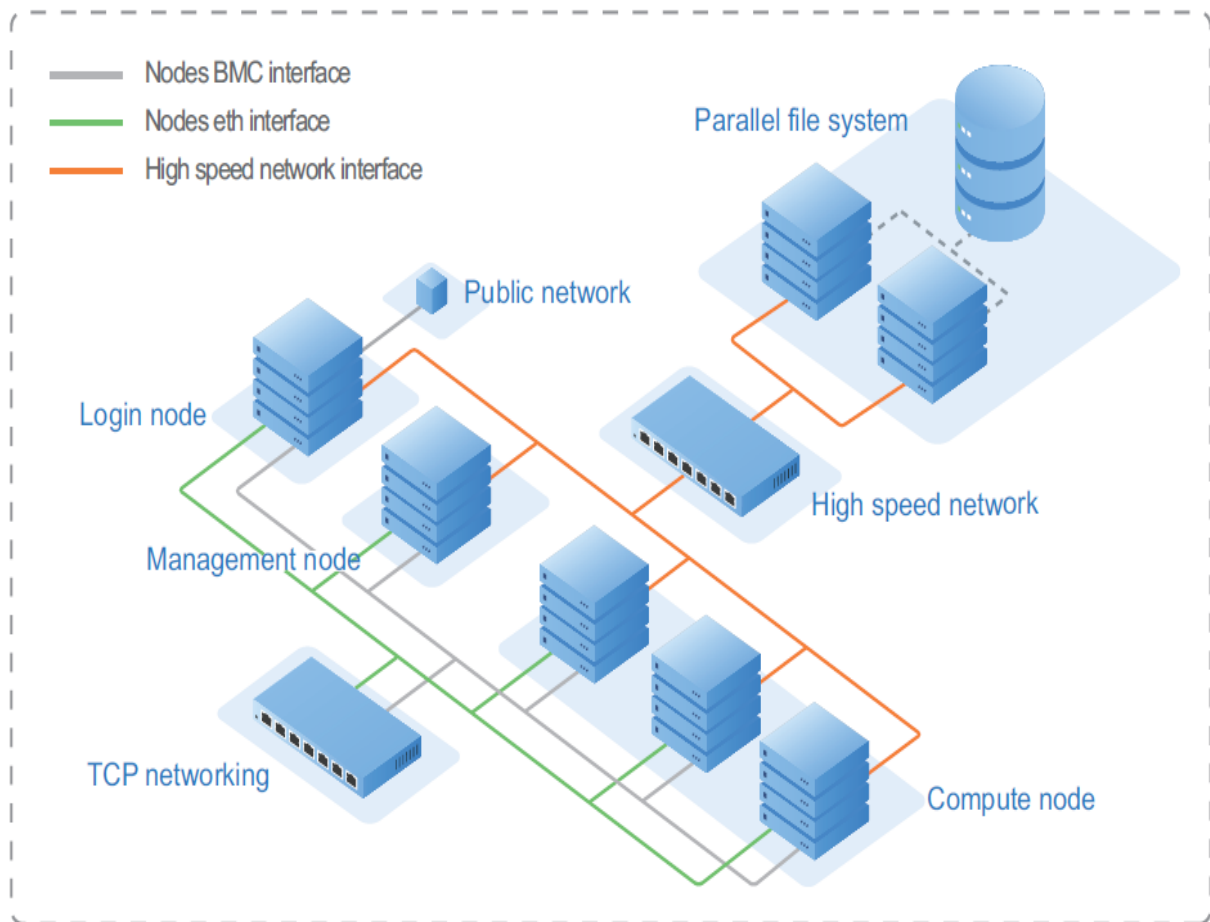 Nodes BMC interface
Nodes eth interface
High speed network interface
Parallel file system
Public network
Login node
High speed network
Management node
TCP networking
Compute node